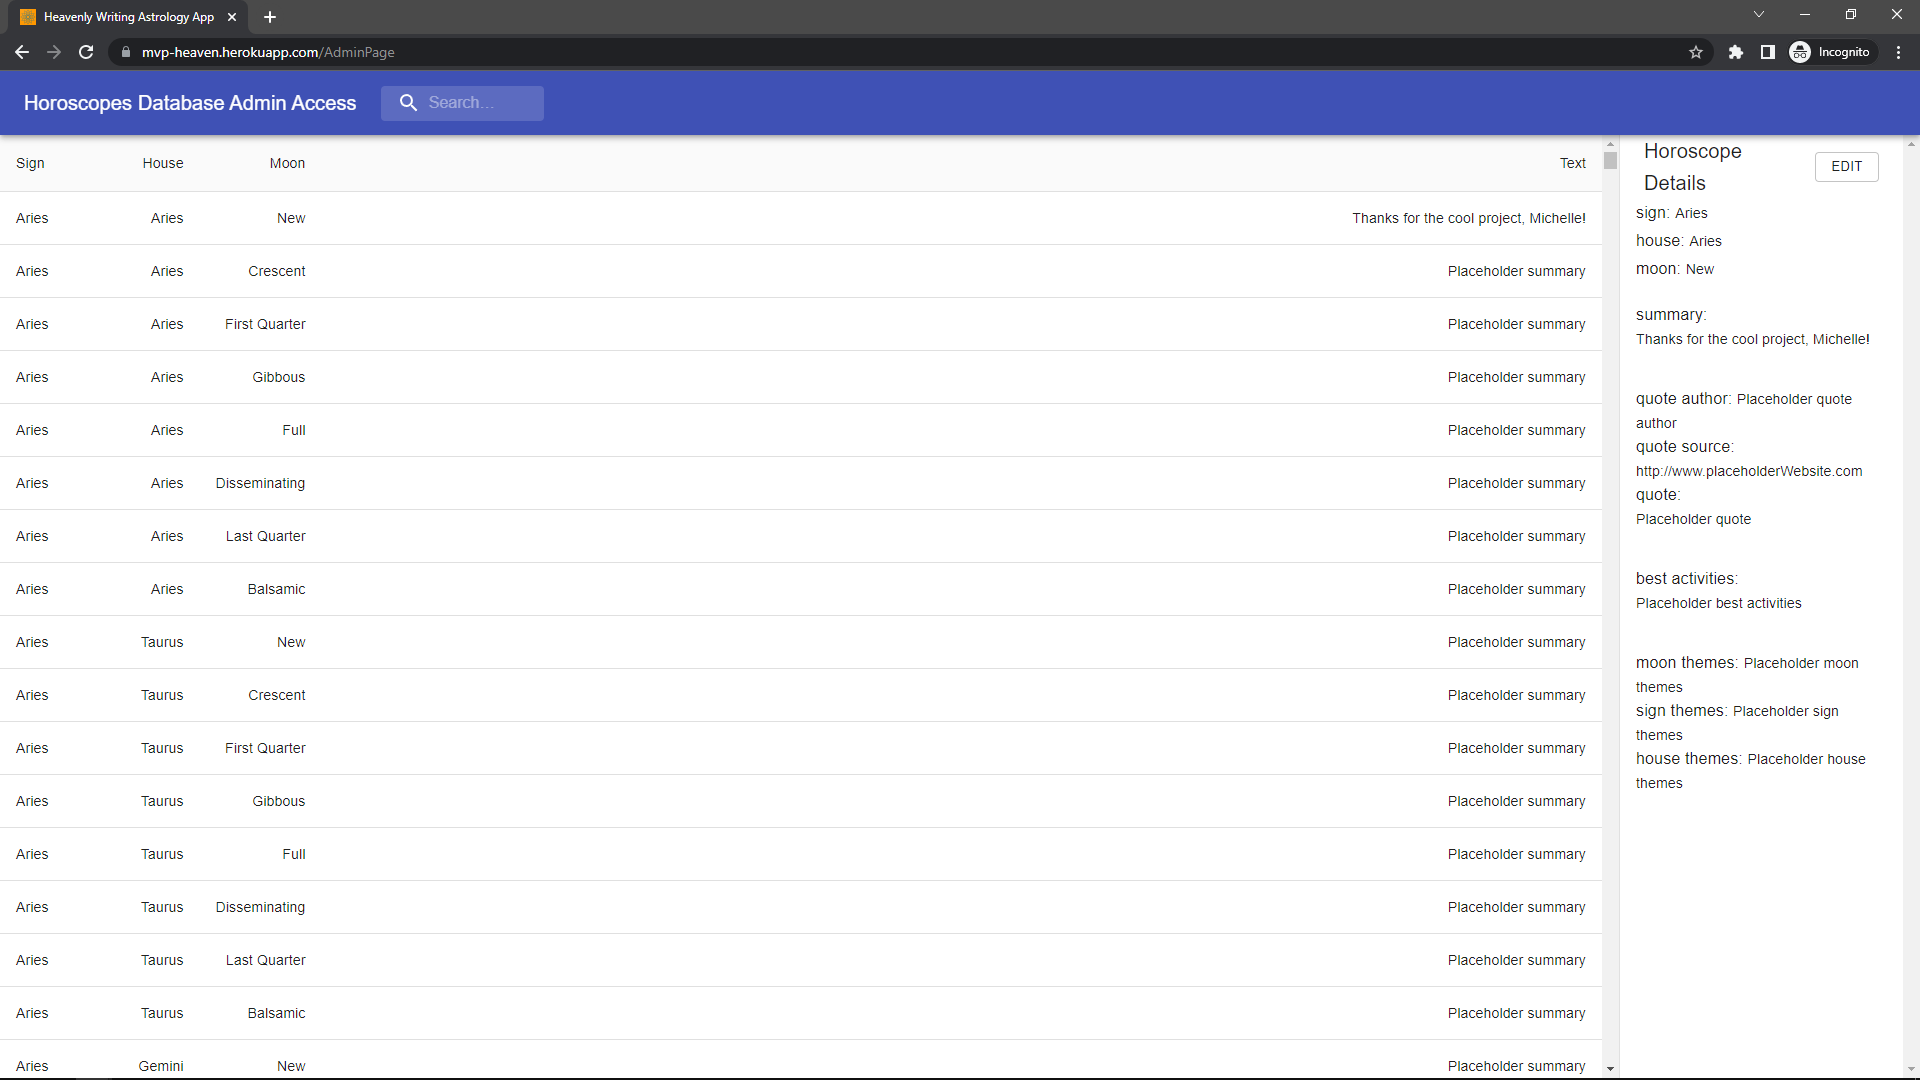 Heavenly Writing Astrology App
mvp-heaven.herokuapp.com/AdminPage
Incognito
Horoscopes Database Admin Access
Search...
Sign House Moon Text
Aries Aries New Thanks for the cool project, Michelle!
Aries Aries Crescent Placeholder summary
Aries Aries First Quarter Placeholder summary
Aries Aries Gibbous Placeholder summary
Aries Aries Full Placeholder summary
Aries Aries Disseminating Placeholder summary
Aries Aries Last Quarter Placeholder summary
Aries Aries Balsamic Placeholder summary
Aries Taurus New Placeholder summary
Aries Taurus Crescent Placeholder summary
Aries Taurus First Quarter Placeholder summary
Aries Taurus Gibbous Placeholder summary
Aries Taurus Full Placeholder summary
Aries Taurus Disseminating Placeholder summary
Aries Taurus Last Quarter Placeholder summary
Aries Taurus Balsamic Placeholder summary
Aries Gemini New Placeholder summary
Horoscope
Details
EDIT
sign: Aries
house: Aries
moon: New
summary:
Thanks for the cool project, Michelle!
quote author: Placeholder quote
author
quote source:
http://www.placeholderWebsite.com
quote:
Placeholder quote
best activities:
Placeholder best activities
moon themes: Placeholder moon
themes
sign themes: Placeholder sign
themes
house themes: Placeholder house
themes